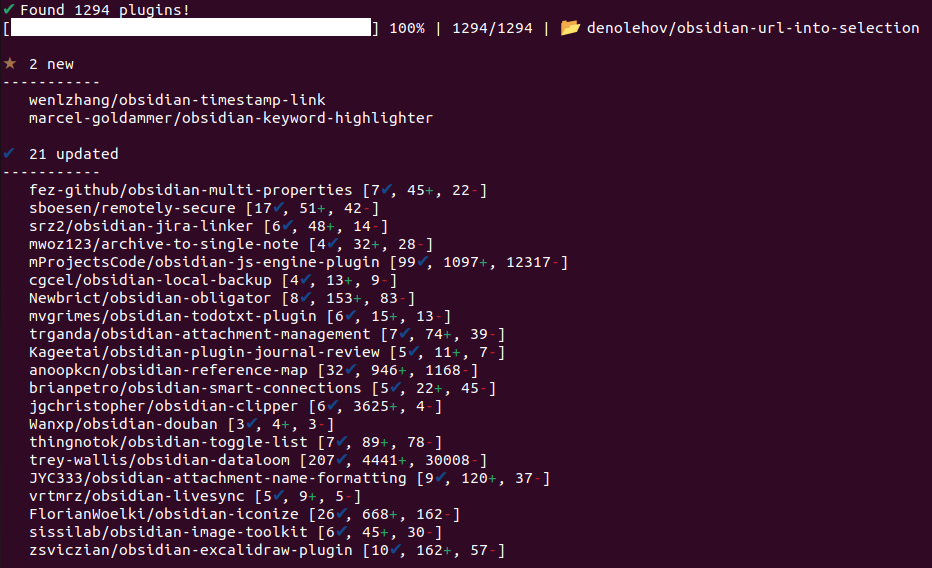 ✔ Found 1294 plugins!
[                                        ] 100% | 1294/1294 | 📂 denolehov/obsidian-url-into-selection
★ 2 new
-----------
wenlzhang/obsidian-timestamp-link
marcel-goldammer/obsidian-keyword-highlighter
✔ 21 updated
-----------
fez-github/obsidian-multi-properties [7✔, 45+, 22-]
sboesen/remotely-secure [17✔, 51+, 42-]
srz2/obsidian-jira-linker [6✔, 48+, 14-]
mwoz123/archive-to-single-note [4✔, 32+, 28-]
mProjectsCode/obsidian-js-engine-plugin [99✔, 1097+, 12317-]
cgcel/obsidian-local-backup [4✔, 13+, 9-]
Newbrict/obsidian-obligator [8✔, 153+, 83-]
mvgrimes/obsidian-todotxt-plugin [6✔, 15+, 13-]
trganda/obsidian-attachment-management [7✔, 74+, 39-]
Kageetai/obsidian-plugin-journal-review [5✔, 11+, 7-]
anoopkcn/obsidian-reference-map [32✔, 946+, 1168-]
brianpetro/obsidian-smart-connections [5✔, 22+, 45-]
jgchristopher/obsidian-clipper [6✔, 3625+, 4-]
Wanxp/obsidian-douban [3✔, 4+, 3-]
thingnotok/obsidian-toggle-list [7✔, 89+, 78-]
trey-wallis/obsidian-dataloom [207✔, 4441+, 30008-]
JYC333/obsidian-attachment-name-formatting [9✔, 120+, 37-]
vrtmrz/obsidian-livesync [5✔, 9+, 5-]
FlorianWoelki/obsidian-iconize [26✔, 668+, 162-]
sissilab/obsidian-image-toolkit [6✔, 45+, 30-]
zsviczian/obsidian-excalidraw-plugin [10✔, 162+, 57-]